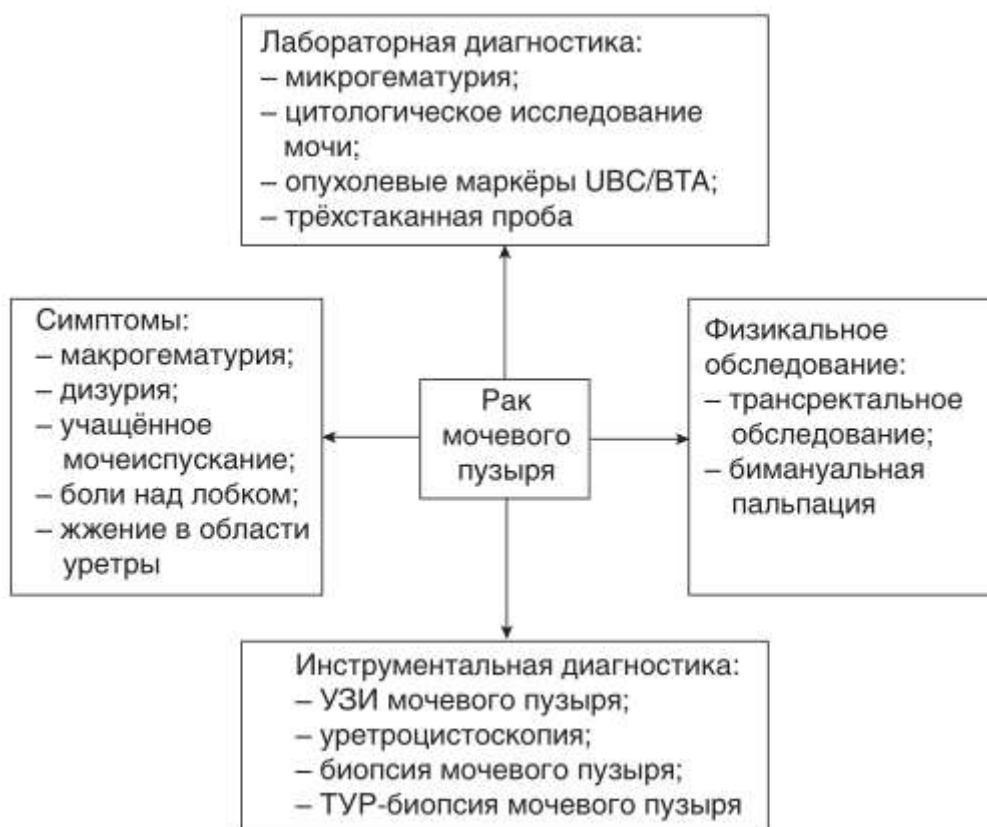 Лабораторная диагностика:
– микрогематурия;
– цитологическое исследование
мочи;
– опухолевые маркёры UBC/BTA;
– трёхстаканная проба
Симптомы:
– макрогематурия;
– дизурия;
– учащённое
мочеиспускание;
– боли над лобком;
– жжение в области
уретры
Рак
мочевого
пузыря
Физикальное
обследование:
– трансректальное
обследование;
– бимануальная
пальпация
Инструментальная диагностика:
– УЗИ мочевого пузыря;
– уретроцистоскопия;
– биопсия мочевого пузыря;
– ТУР-биопсия мочевого пузыря